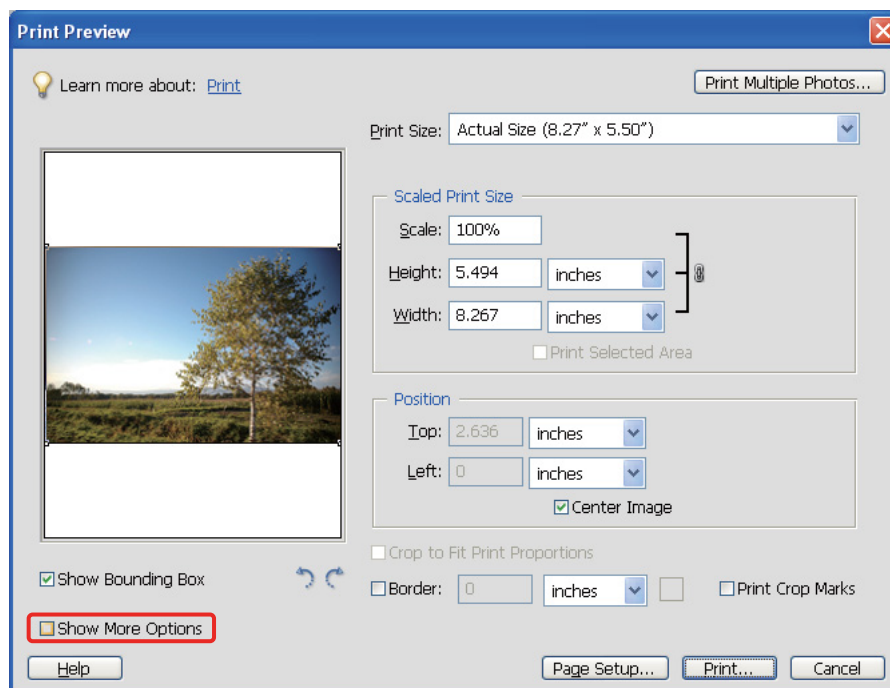 Print Preview
Learn more about: Print
Print Multiple Photos...
Print Size: Actual Size (8.27" x 5.50")
Scaled Print Size
Scale: 100%
Height: 5.494 inches
Width: 8.267 inches
Print Selected Area
Position
Top: 2.636 inches
Left: 0 inches
Center Image
Crop to Fit Print Proportions
Show Bounding Box
Border: 0 inches
Print Crop Marks
Show More Options
Help
Page Setup...
Print...
Cancel